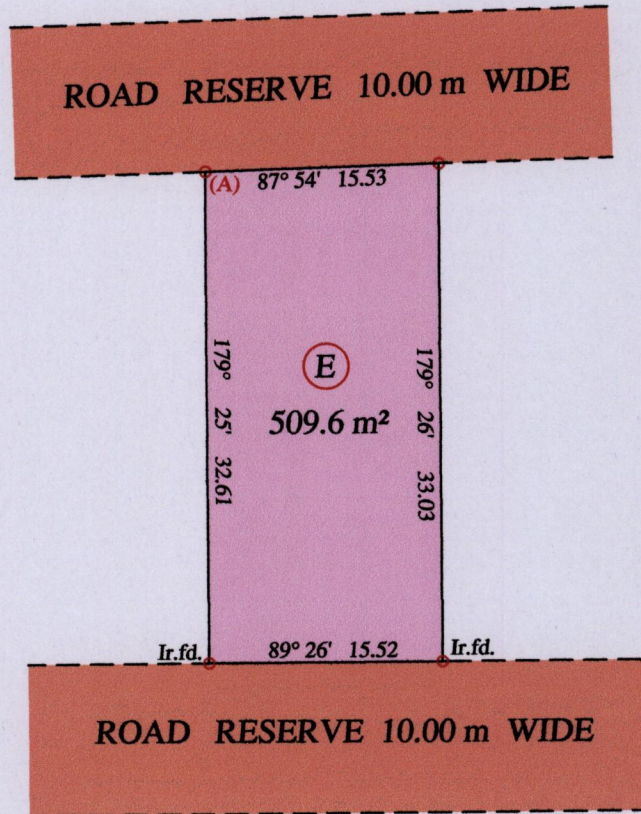 ROAD RESERVE 10.00 m WIDE
(A) 87° 54' 15.53
E
509.6 m²
179° 25' 32.61
179° 26' 33.03
Ir.fd. 89° 26' 15.52 Ir.fd.
ROAD RESERVE 10.00 m WIDE